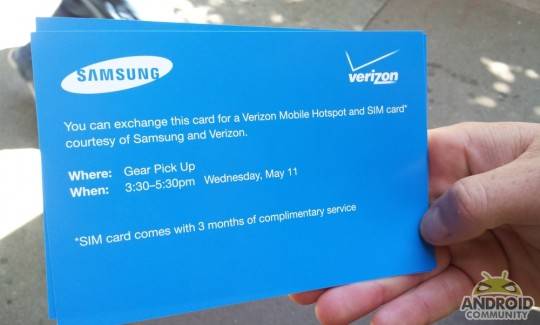 SAMSUNG
verizon
You can exchange this card for a Verizon Mobile Hotspot and SIM card*
courtesy of Samsung and Verizon.
Where: Gear Pick Up
When: 3:30–5:30pm Wednesday, May 11
*SIM card comes with 3 months of complimentary service
ANDROID
COMMUNITY